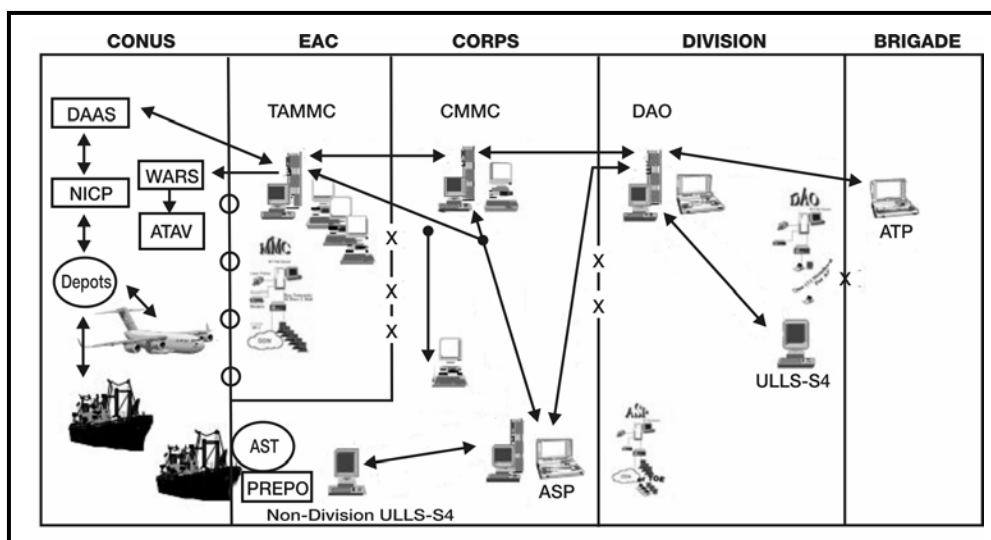 CONUS EAC CORPS DIVISION BRIGADE
TAMMC CMMC DAO
DAAS
WARS
NICP
ATAV
ATP
DAO
MMC
Depots
X
X
X
X
X
X
ULLS-S4
AST
PREPO
ASP
Non-Division ULLS-S4